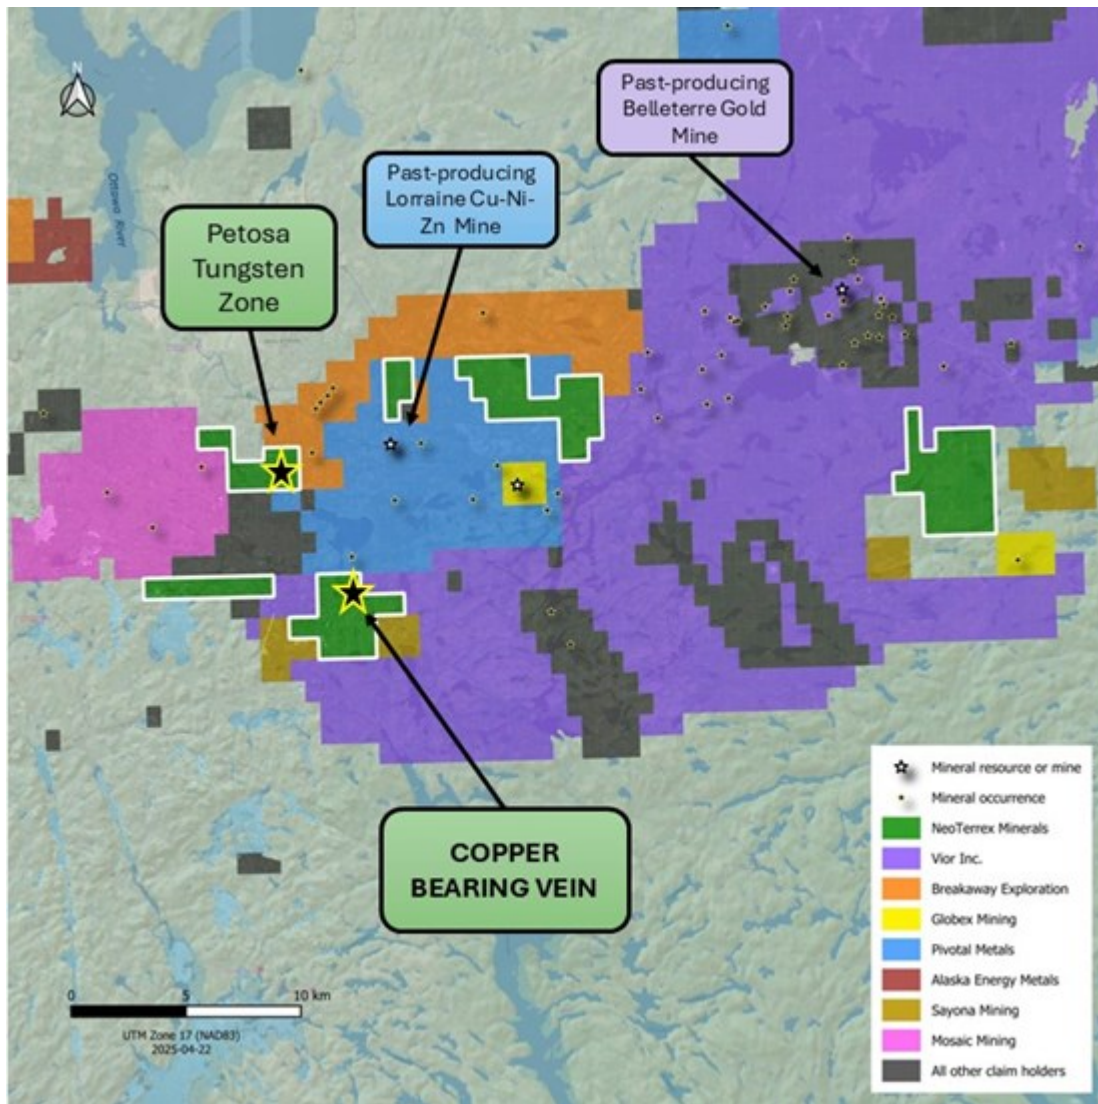 N
Past-producing
Belleterre Gold
Mine
Past-producing
Lorraine Cu-Ni-
Zn Mine
Ottawa River
Petosa
Tungsten
Zone
COPPER
BEARING VEIN
0 5 10 km
UTM Zone 17 (NAD83)
2025-04-22
Mineral resource or mine
Mineral occurrence
NeoTerrex Minerals
Vior Inc.
Breakaway Exploration
Globex Mining
Pivotal Metals
Alaska Energy Metals
Sayona Mining
Mosaic Mining
All other claim holders